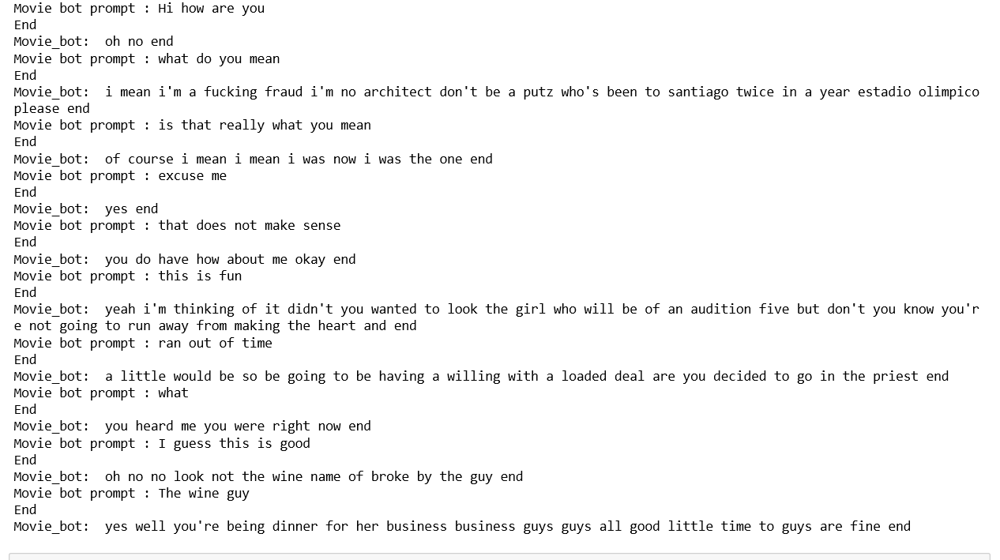 Movie bot prompt : Hi how are you
End
Movie_bot:  oh no end
Movie bot prompt : what do you mean
End
Movie_bot:  i mean i'm a fucking fraud i'm no architect don't be a putz who's been to santiago twice in a year estadio olimpico
please end
Movie bot prompt : is that really what you mean
End
Movie_bot:  of course i mean i mean i was now i was the one end
Movie bot prompt : excuse me
End
Movie_bot:  yes end
Movie bot prompt : that does not make sense
End
Movie_bot:  you do have how about me okay end
Movie bot prompt : this is fun
End
Movie_bot:  yeah i'm thinking of it didn't you wanted to look the girl who will be of an audition five but don't you know you'r
e not going to run away from making the heart and end
Movie bot prompt : ran out of time
End
Movie_bot:  a little would be so be going to be having a willing with a loaded deal are you decided to go in the priest end
Movie bot prompt : what
End
Movie_bot:  you heard me you were right now end
Movie bot prompt : I guess this is good
End
Movie_bot:  oh no no look not the wine name of broke by the guy end
Movie bot prompt : The wine guy
End
Movie_bot:  yes well you're being dinner for her business business guys guys all good little time to guys are fine end